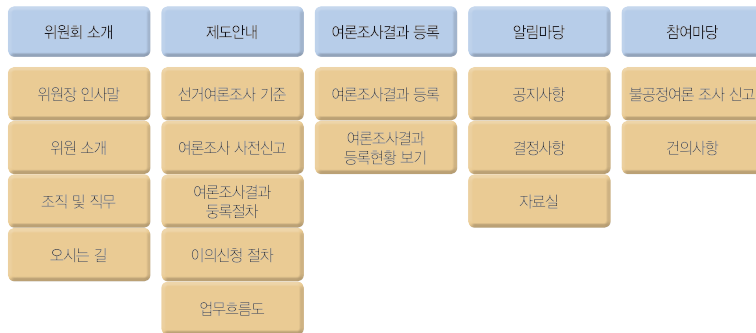 위원회 소개
제도안내
여론조사결과 등록
알림마당
참여마당
위원장 인사말
선거여론조사 기준
여론조사결과 등록
공지사항
불공정여론 조사 신고
위원 소개
여론조사 사전신고
여론조사결과
등록현황 보기
결정사항
건의사항
조직 및 직무
여론조사결과
둥록절차
자료실
오시는 길
이의신청 절차
업무흐름도